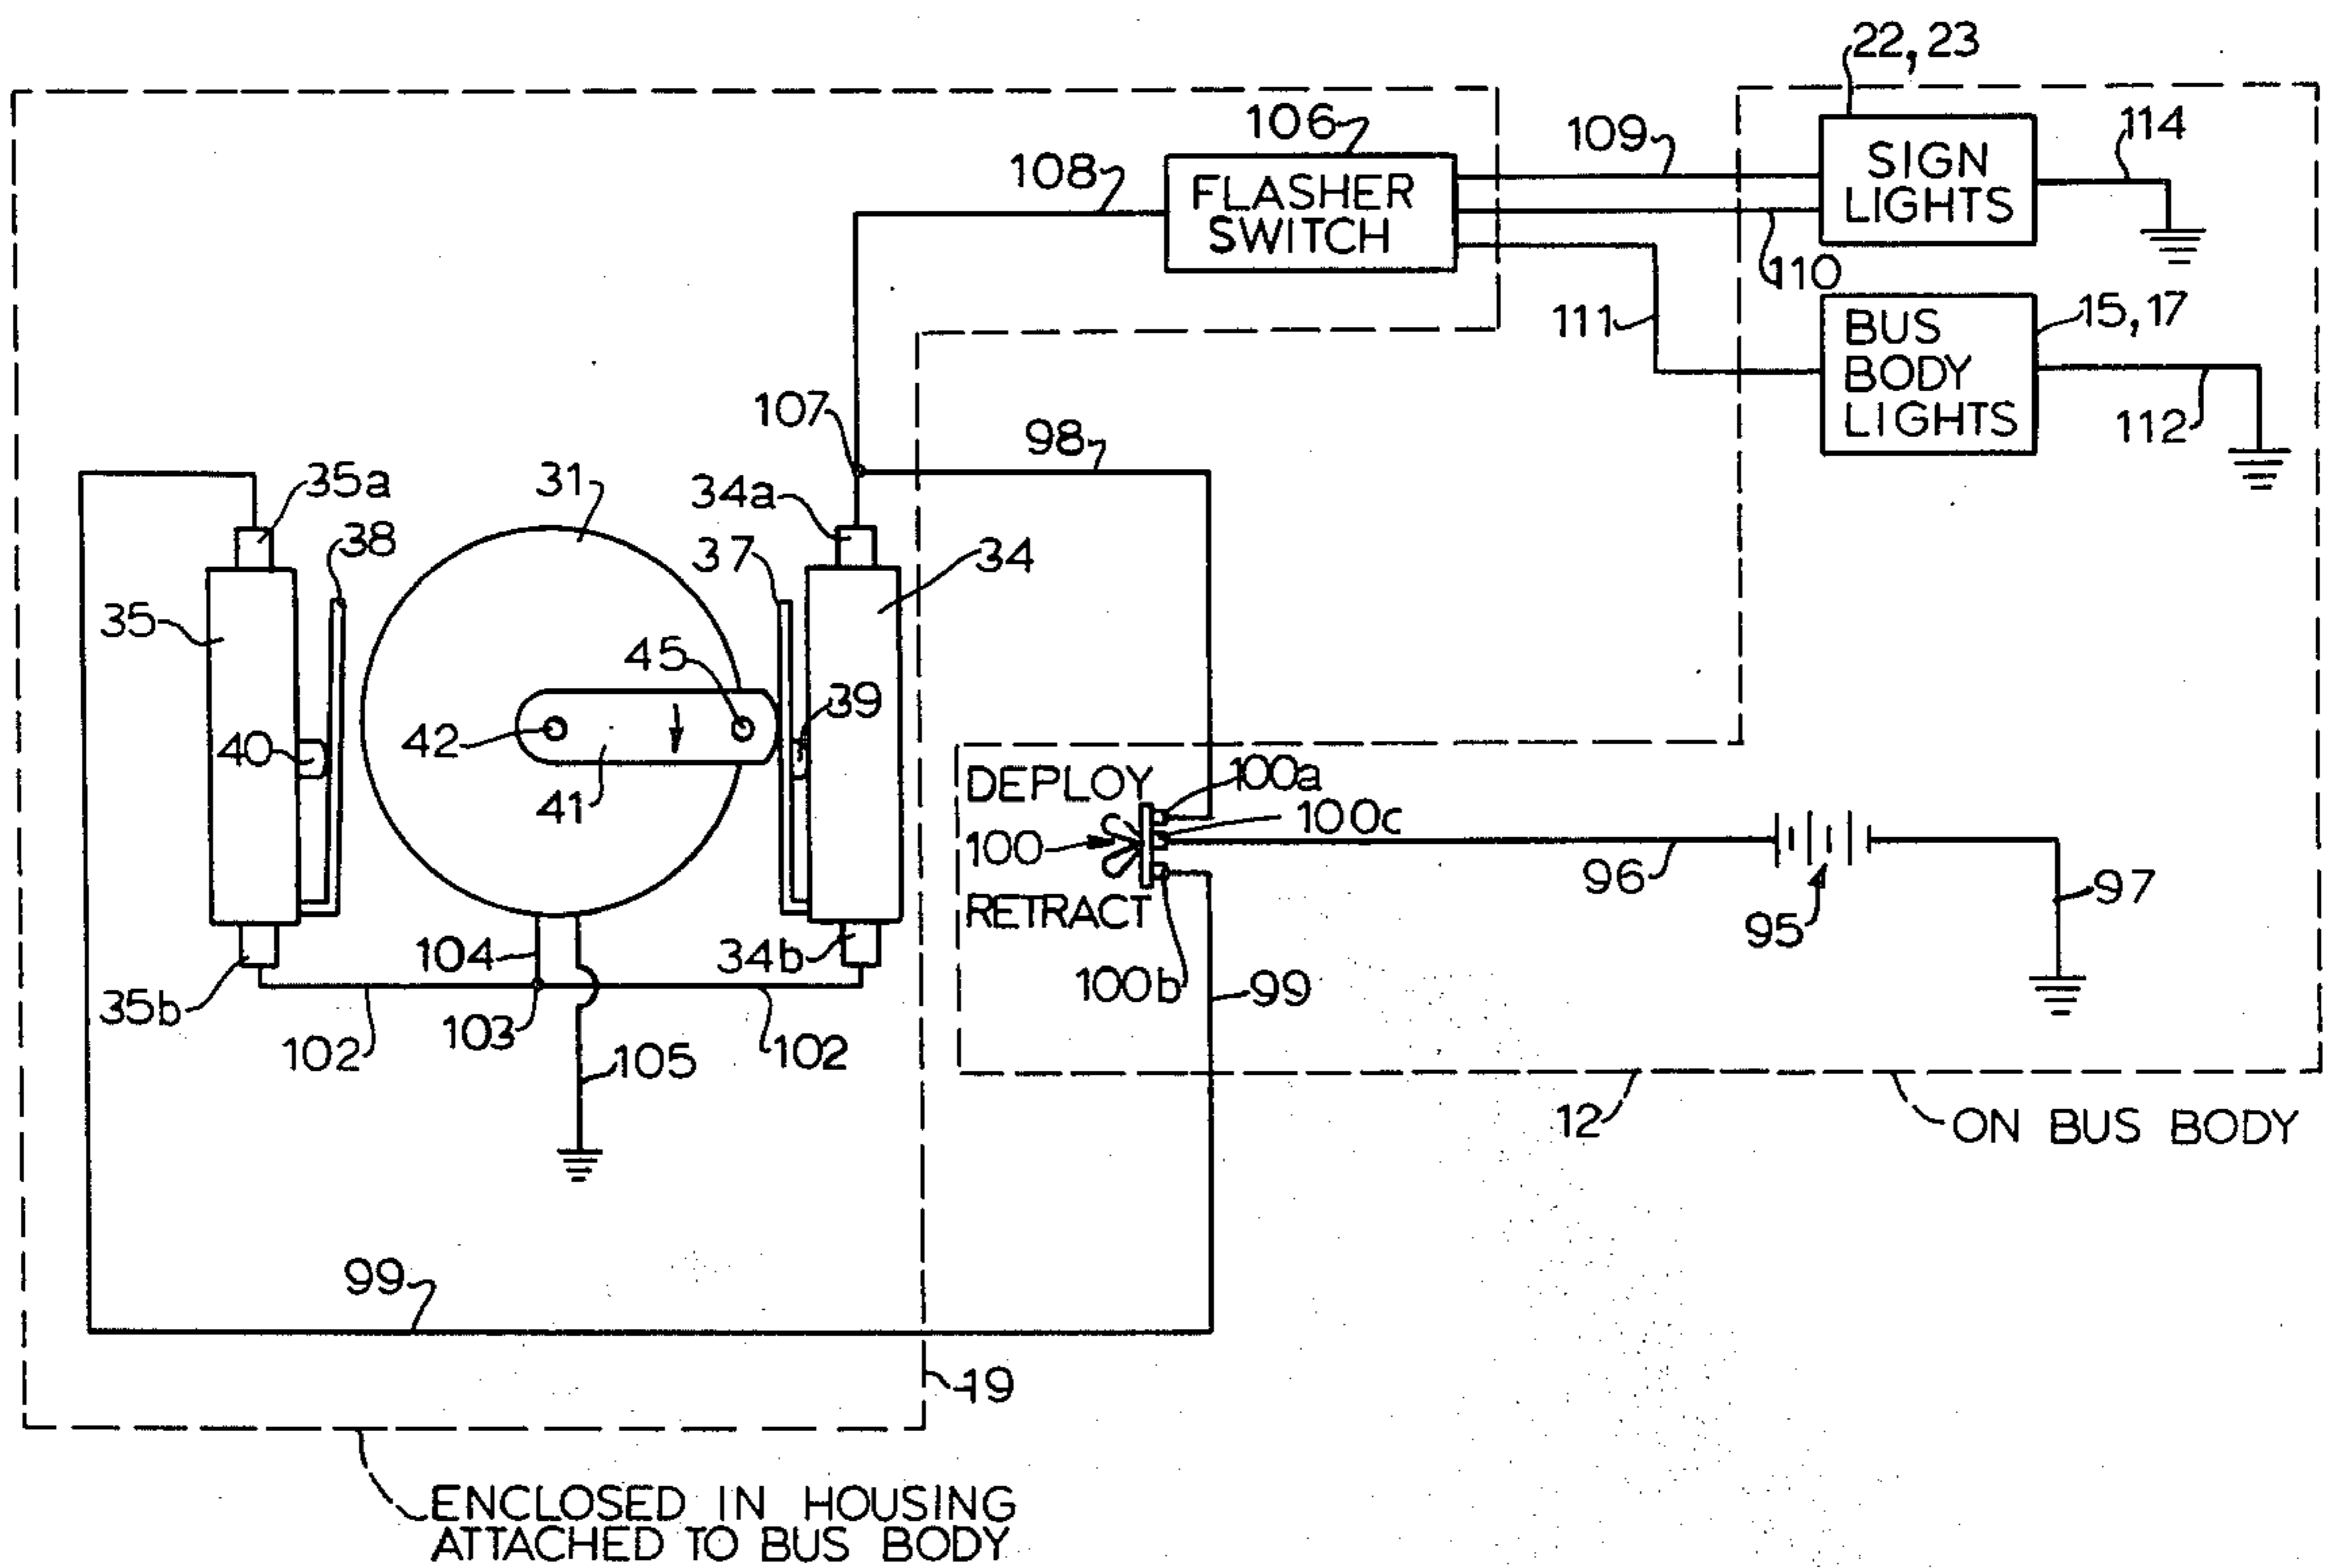 22, 23
106
109
114
108
FLASHER
SWITCH
SIGN
LIGHTS
110
111
15, 17
BUS
BODY
LIGHTS
107
98
112
35a
31
34a
38
37
34
35
45
39
42
40
41
DEPLOY
100a
100c
100
96
95
97
RETRACT
104
34b
100b
99
35b
102
103
102
105
12
ON BUS BODY
99
19
ENCLOSED IN HOUSING
ATTACHED TO BUS BODY